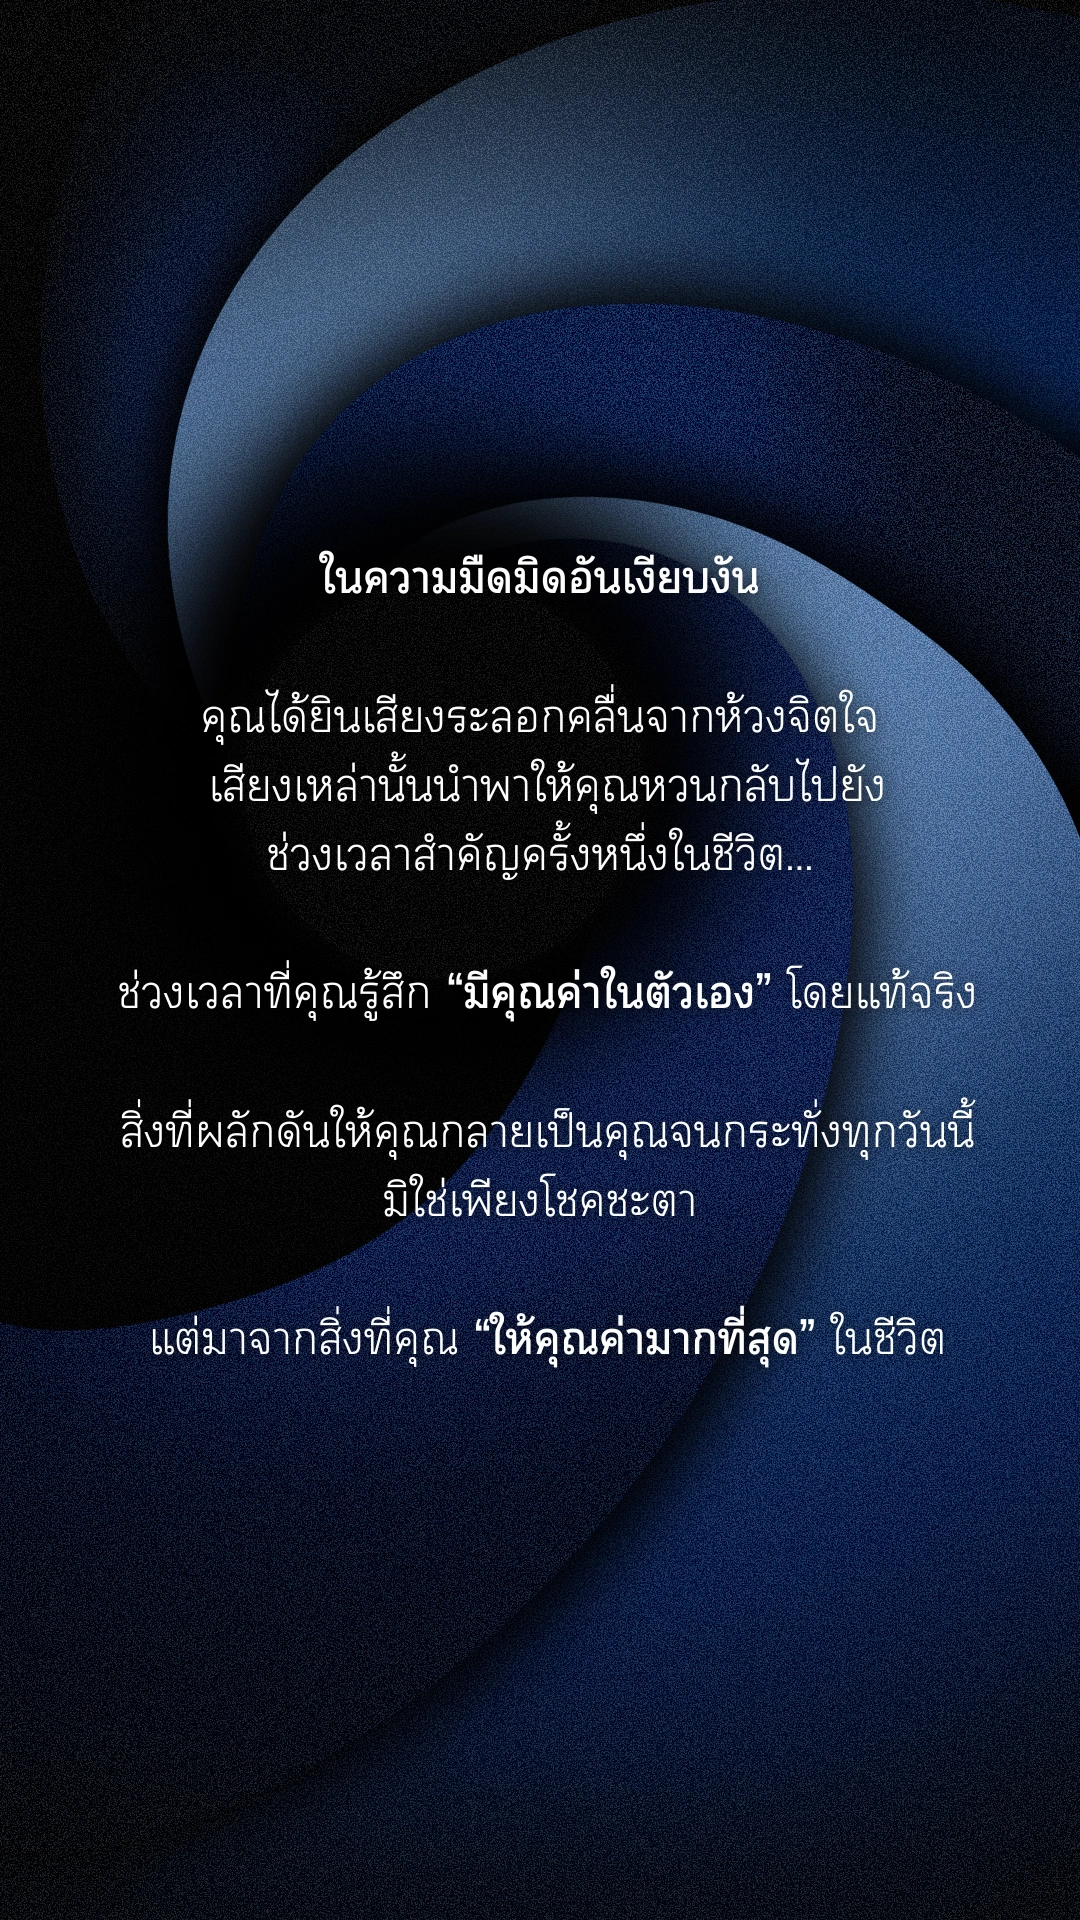 ในความมืดมิดอันเงียบงัน
คุณได้ยินเสียงระลอกคลื่นจากห้วงจิตใจ
เสียงเหล่านั้นนำพาให้คุณหวนกลับไปยัง
ช่วงเวลาสำคัญครั้งหนึ่งในชีวิต...
ช่วงเวลาที่คุณรู้สึก “มีคุณค่าในตัวเอง” โดยแท้จริง
สิ่งที่ผลักดันให้คุณกลายเป็นคุณจนกระทั่งทุกวันนี้
มิใช่เพียงโชคชะตา
แต่มาจากสิ่งที่คุณ “ให้คุณค่ามากที่สุด” ในชีวิต